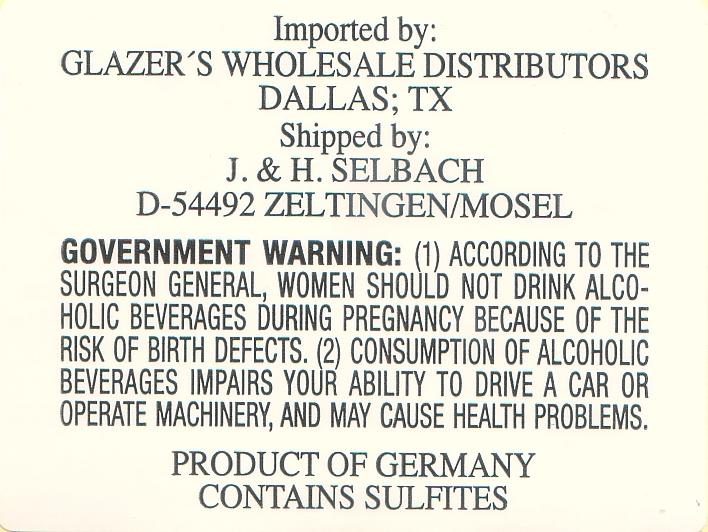 Imported by:
GLAZER´S WHOLESALE DISTRIBUTORS
DALLAS; TX
Shipped by:
J. & H. SELBACH
D-54492 ZELTINGEN/MOSEL
GOVERNMENT WARNING: (1) ACCORDING TO THE
SURGEON GENERAL, WOMEN SHOULD NOT DRINK ALCO-
HOLIC BEVERAGES DURING PREGNANCY BECAUSE OF THE
RISK OF BIRTH DEFECTS. (2) CONSUMPTION OF ALCOHOLIC
BEVERAGES IMPAIRS YOUR ABILITY TO DRIVE A CAR OR
OPERATE MACHINERY, AND MAY CAUSE HEALTH PROBLEMS.
PRODUCT OF GERMANY
CONTAINS SULFITES